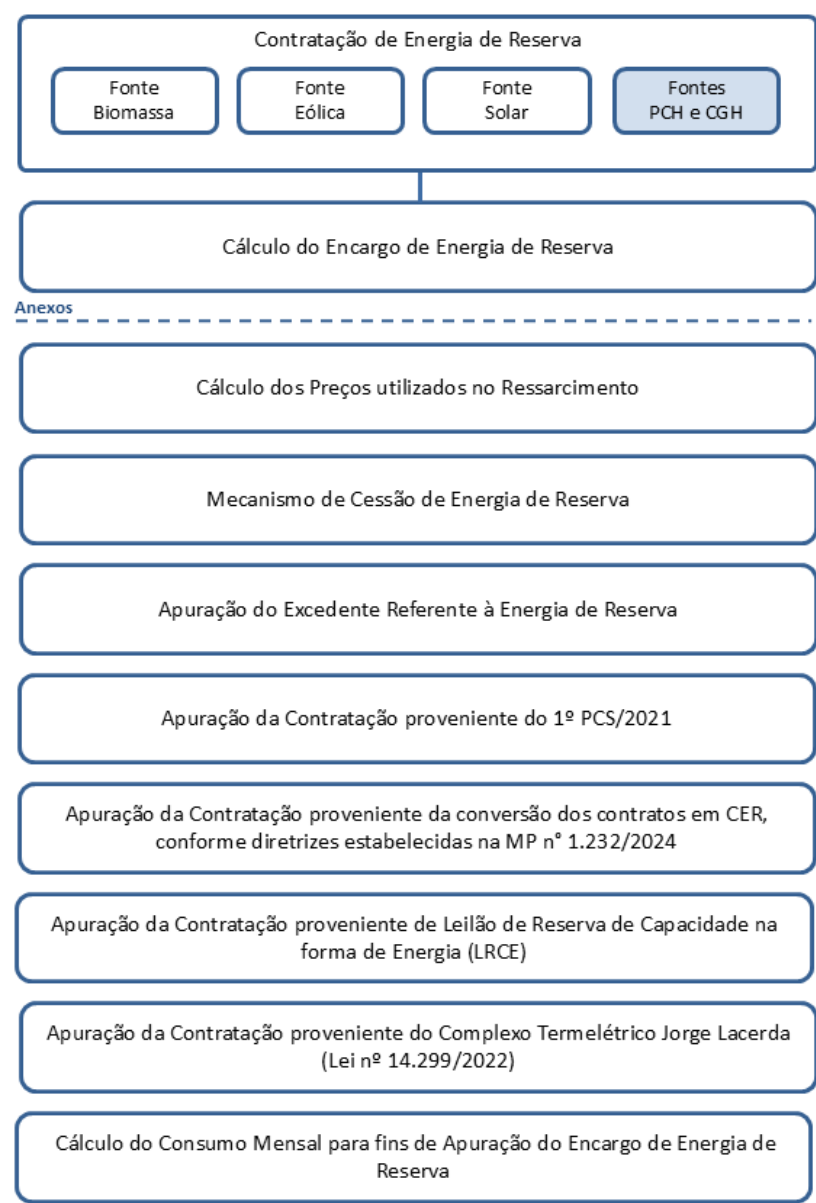 Contratação de Energia de Reserva
Fonte
Biomassa
Fonte
Eólica
Fonte
Solar
Fontes
PCH e CGH
Cálculo do Encargo de Energia de Reserva
Anexos
Cálculo dos Preços utilizados no Ressarcimento
Mecanismo de Cessão de Energia de Reserva
Apuração do Excedente Referente à Energia de Reserva
Apuração da Contratação proveniente do 1º PCS/2021
Apuração da Contratação proveniente da conversão dos contratos em CER,
conforme diretrizes estabelecidas na MP n° 1.232/2024
Apuração da Contratação proveniente de Leilão de Reserva de Capacidade na
forma de Energia (LRCE)
Apuração da Contratação proveniente do Complexo Termelétrico Jorge Lacerda
(Lei nº 14.299/2022)
Cálculo do Consumo Mensal para fins de Apuração do Encargo de Energia de
Reserva